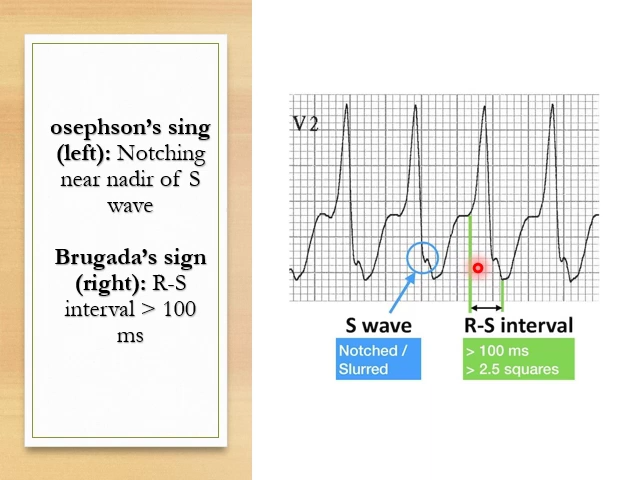 osephson's sing
(left): Notching
near nadir of S
wave
Brugada's sign
(right): R-S
interval > 100
ms
V2
S wave
Notched /
Slurred
R-S interval
> 100 ms
> 2.5 squares